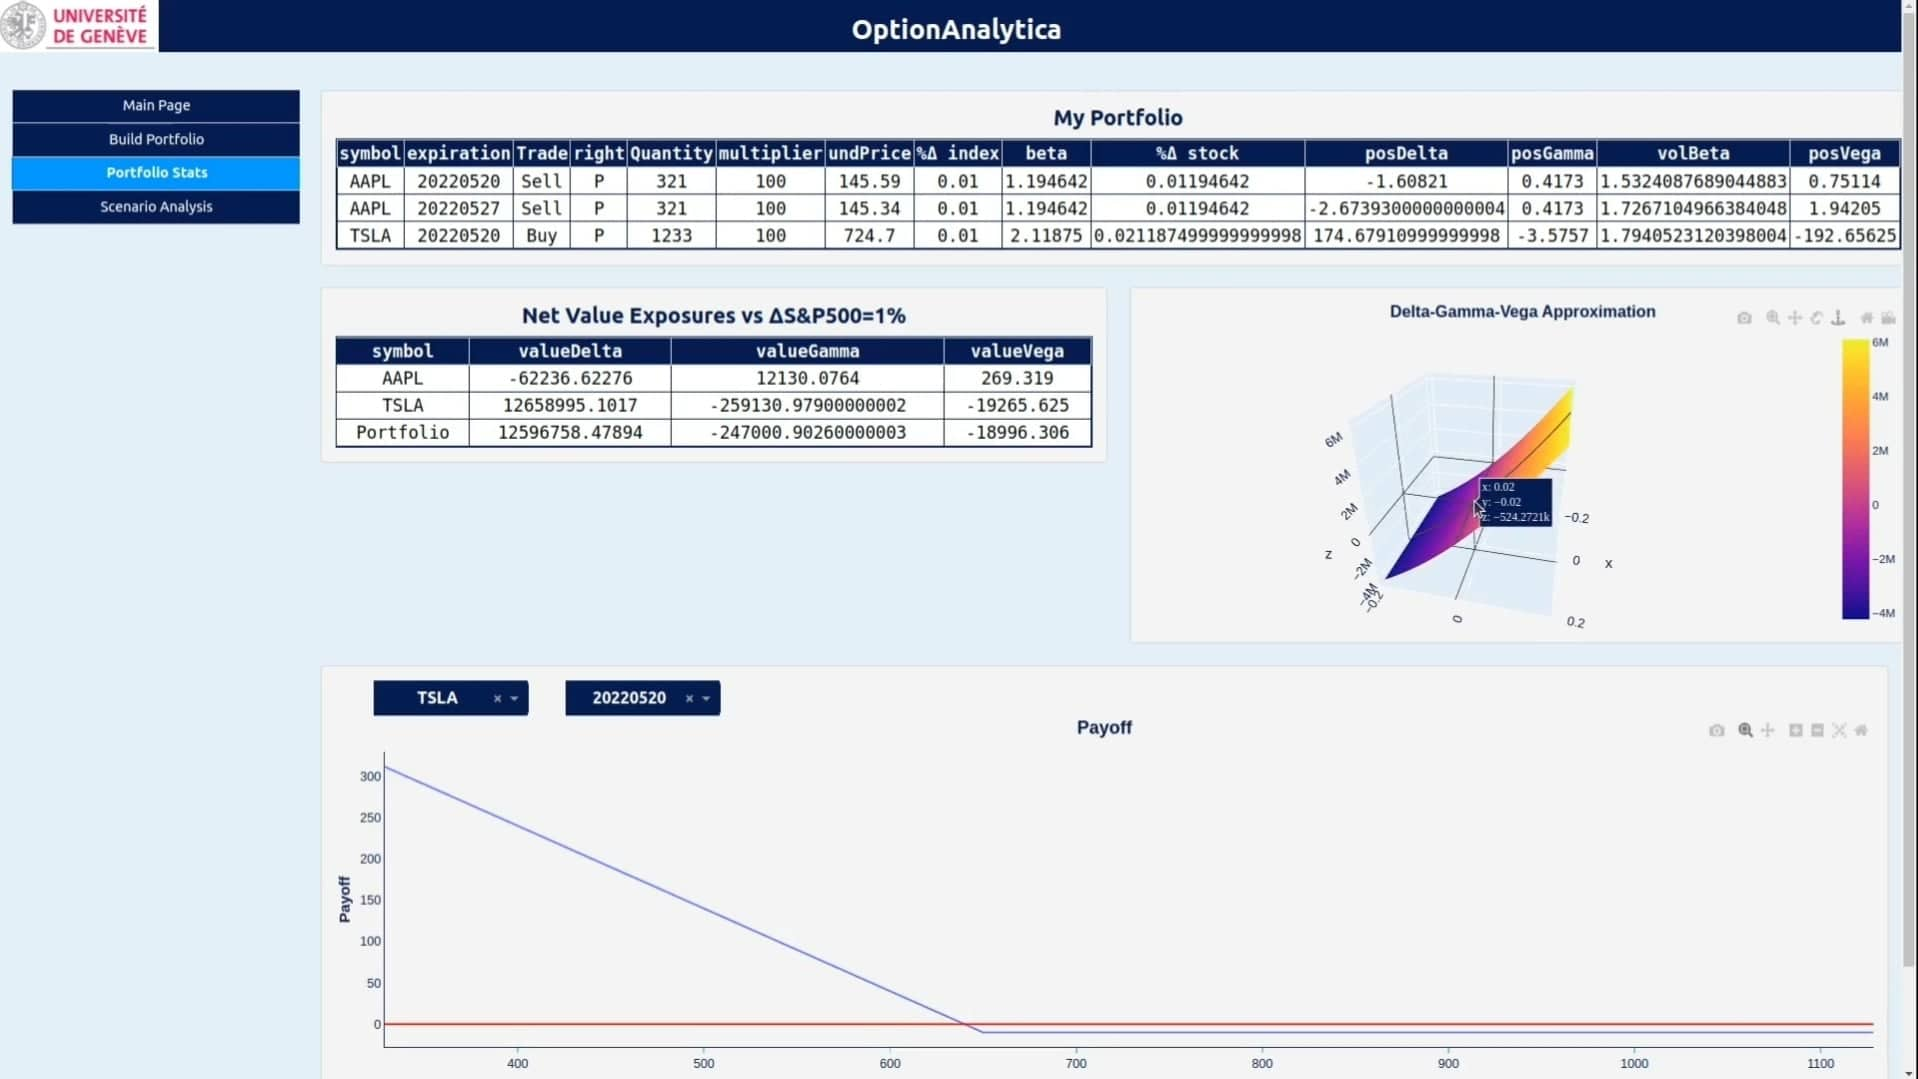 UNIVERSITÉ
DE GENÈVE
OptionAnalytica
Main Page
Build Portfolio
Portfolio Stats
Scenario Analysis
My Portfolio
symbol expiration Trade right Quantity multiplier undPrice %Δ index beta %Δ stock posDelta posGamma volBeta posVega
AAPL 20220520 Sell P 321 100 145.59 0.01 1.194642 0.01194642 -1.60821 0.4173 1.5324087689044883 0.75114
AAPL 20220527 Sell P 321 100 145.34 0.01 1.194642 0.01194642 -2.6739300000000004 0.4173 1.7267104966384048 1.94205
TSLA 20220520 Buy P 1233 100 724.7 0.01 2.11875 0.021187499999999998 174.67910999999998 -3.5757 1.7940523120398004 -192.65625
Net Value Exposures vs ΔS&P500=1%
symbol valueDelta valueGamma valueVega
AAPL -62236.62276 12130.0764 269.319
TSLA 12658995.1017 -259130.97900000002 -19265.625
Portfolio 12596758.47894 -247000.90260000003 -18996.306
Delta-Gamma-Vega Approximation
6M
4M
2M
0
−2M
−4M
z
x: 0.02
y: −0.02
z: −524.2721k
−0.2
0
0.2
x
−0.2
0
6M
4M
2M
0
−2M
−4M
TSLA × 20220520 ×
Payoff
Payoff
300
250
200
150
100
50
0
400 500 600 700 800 900 1000 1100